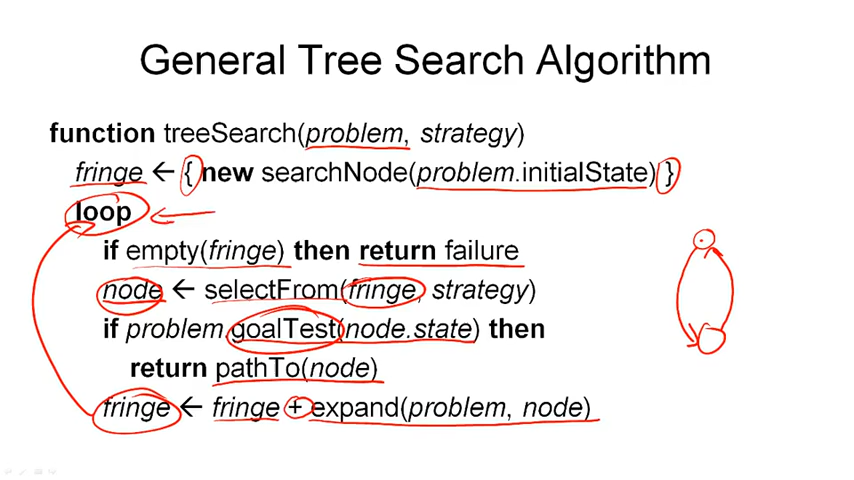 General Tree Search Algorithm
function treeSearch(problem, strategy)
fringe ← { new searchNode(problem.initialState) }
loop
if empty(fringe) then return failure
node ← selectFrom(fringe, strategy)
if problem.goalTest(node.state) then
return pathTo(node)
fringe ← fringe + expand(problem, node)